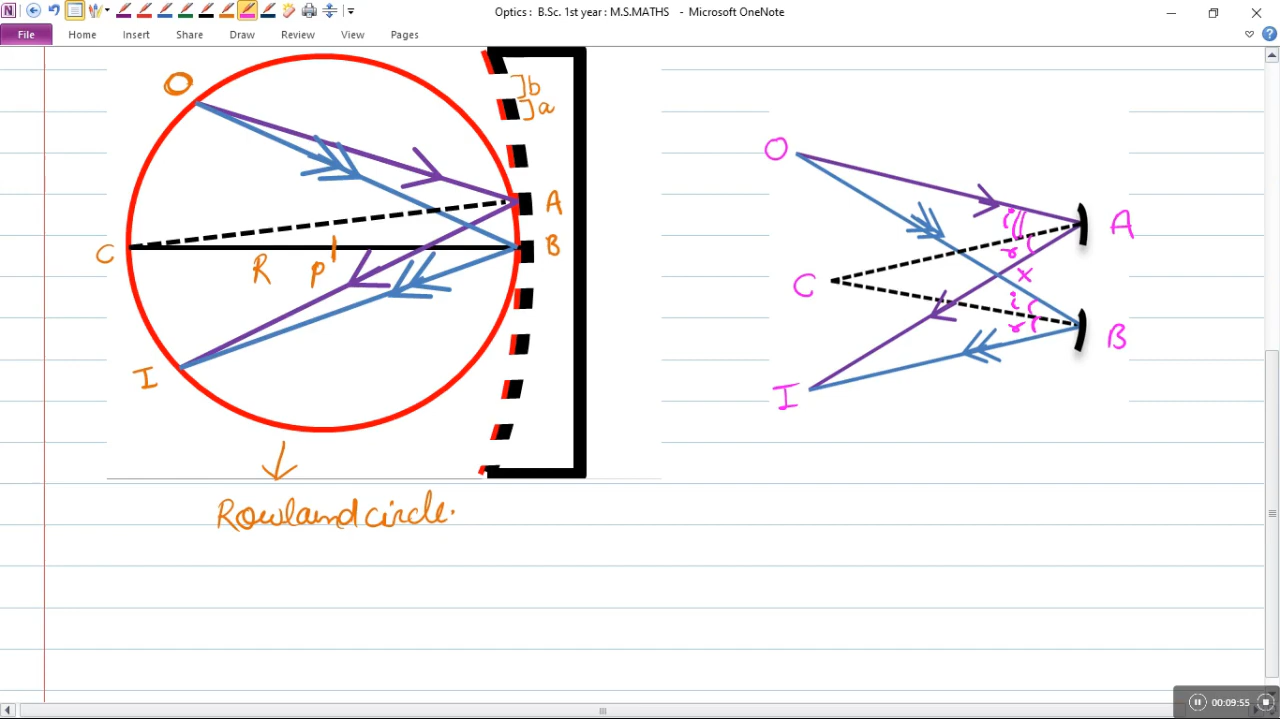 Optics : B.Sc. 1st year : M.S.MATHS - Microsoft OneNote
File Home Insert Share Draw Review View Pages
O
b
a
A
C
R
P
B
I
Rowland circle.
O
i
r
A
x
C
i
r
B
I
00:09:55